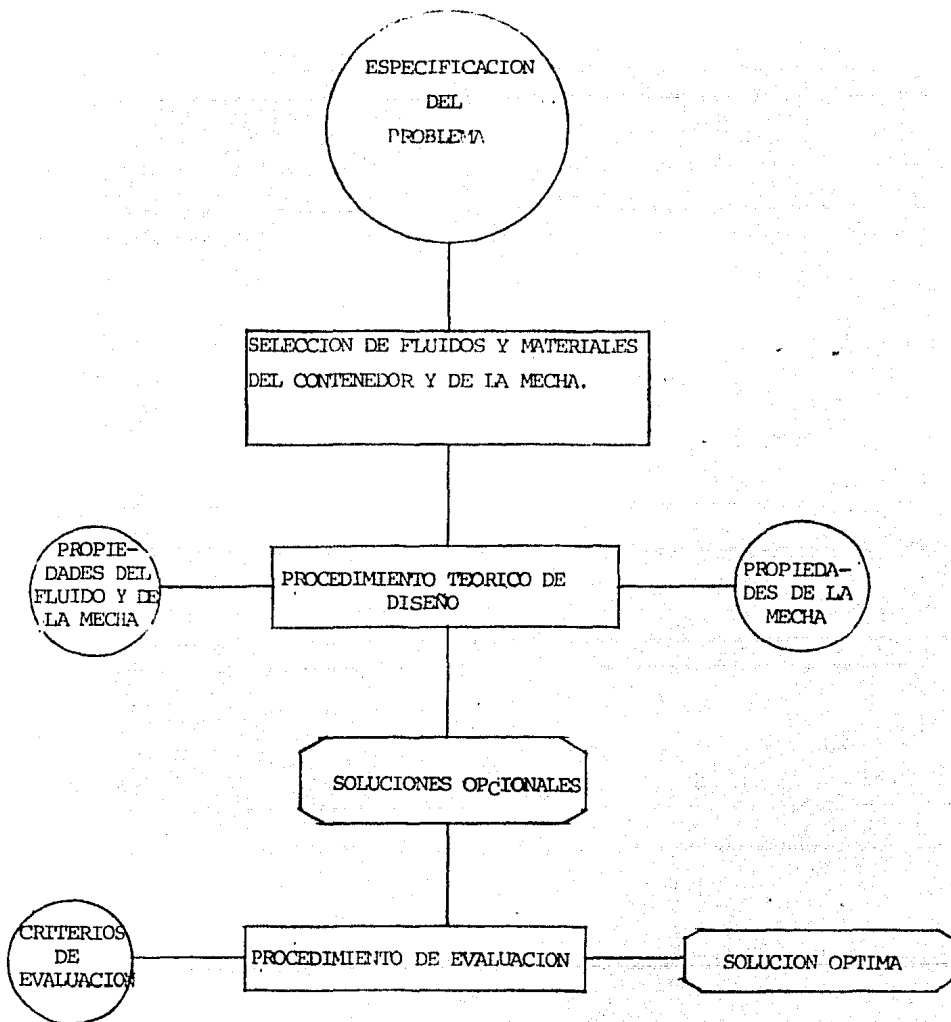 ESPECIFICACION
DEL
PROBLEMA
SELECCION DE FLUIDOS Y MATERIALES
DEL CONTENEDOR Y DE LA MECHA.
PROPIE-
DADES DEL
FLUIDO Y DE
LA MECHA
PROCEDIMIENTO TEORICO DE
DISEÑO
PROPIEDA-
DES DE LA
MECHA
SOLUCIONES OPCIONALES
CRITERIOS
DE
EVALUACION
PROCEDIMIENTO DE EVALUACION
SOLUCION OPTIMA